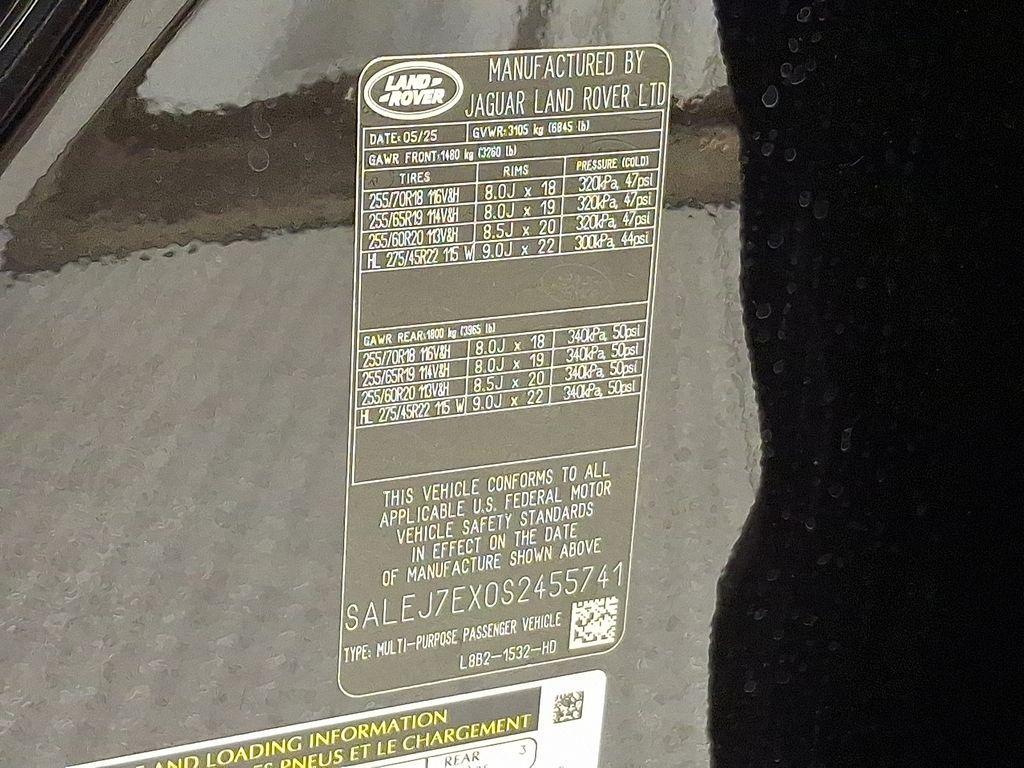 LAND ROVER
MANUFACTURED BY
JAGUAR LAND ROVER LTD
DATE: 05/25 GVWR: 3105 kg (6845 lb)
GAWR FRONT: 1480 kg (3260 lb)
TIRES RIMS PRESSURE (COLD)
255/70R18 116V&H 8.0J x 18 320kPa, 47psi
255/65R19 114V&H 8.0J x 19 320kPa, 47psi
255/60R20 113V&H 8.5J x 20 320kPa, 47psi
HL 275/45R22 115 W 9.0J x 22 300kPa, 44psi
GAWR REAR: 1800 kg (3965 lb)
255/70R18 116V&H 8.0J x 18 340kPa, 50psi
255/65R19 114V&H 8.0J x 19 340kPa, 50psi
255/60R20 113V&H 8.5J x 20 340kPa, 50psi
HL 275/45R22 115 W 9.0J x 22 340kPa, 50psi
THIS VEHICLE CONFORMS TO ALL
APPLICABLE U.S. FEDERAL MOTOR
VEHICLE SAFETY STANDARDS
IN EFFECT ON THE DATE
OF MANUFACTURE SHOWN ABOVE
SALEJ7EX0S2455741
TYPE: MULTI-PURPOSE PASSENGER VEHICLE
L8B2-1532-HD
AND LOADING INFORMATION
PNEUS ET LE CHARGEMENT
REAR 3